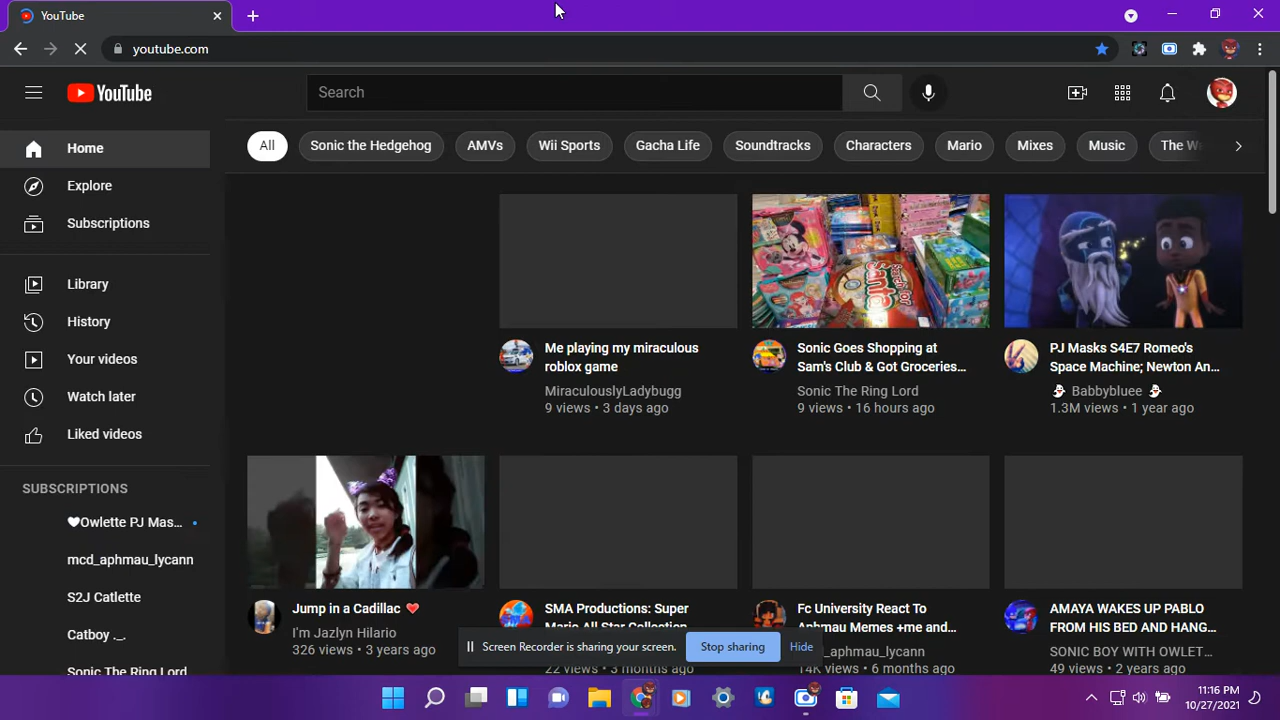 YouTube
youtube.com
YouTube
Search
Home
Explore
Subscriptions
Library
History
Your videos
Watch later
Liked videos
SUBSCRIPTIONS
Owlette PJ Mas...
mcd_aphmau_lycann
S2J Catlette
Catboy ._.
Sonic The Ring Lord
All
Sonic the Hedgehog
AMVs
Wii Sports
Gacha Life
Soundtracks
Characters
Mario
Mixes
Music
The W
Me playing my miraculous
roblox game
MiraculouslyLadybugg
9 views • 3 days ago
Sonic Goes Shopping at
Sam's Club & Got Groceries...
Sonic The Ring Lord
9 views • 16 hours ago
PJ Masks S4E7 Romeo's
Space Machine; Newton An...
Babbybluee
1.3M views • 1 year ago
Jump in a Cadillac
I'm Jazlyn Hilario
326 views • 3 years ago
SMA Productions: Super
Mario All Star Collection
22 views • 3 months ago
Fc University React To
Aphmau Memes +me and...
_aphmau_lycann
14K views • 6 months ago
AMAYA WAKES UP PABLO
FROM HIS BED AND HANG...
SONIC BOY WITH OWLET...
49 views • 2 years ago
Screen Recorder is sharing your screen.
Stop sharing
Hide
11:16 PM
10/27/2021